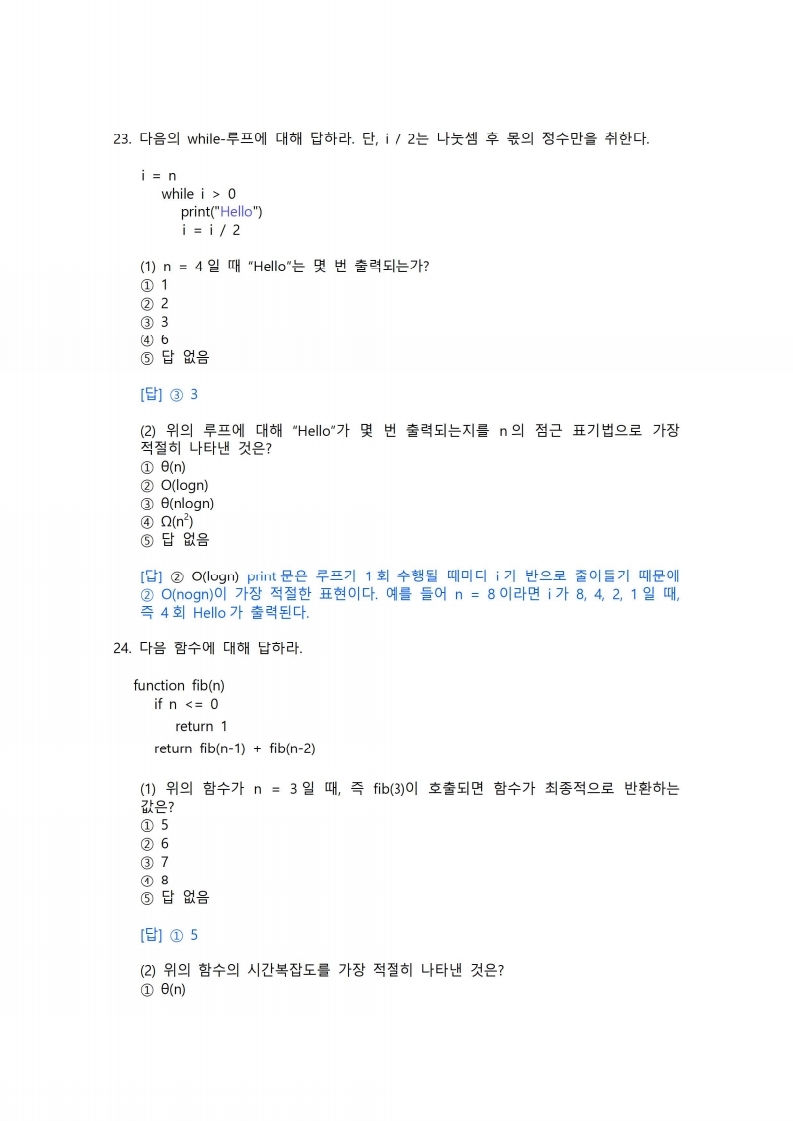 23. 다음의 while-루프에 대해 답하라. 단, i / 2는 나눗셈 후 몫의 정수만을 취한다.
i = n
while i > 0
print("Hello")
i = i / 2
(1) n = 4 일 때 “Hello”는 몇 번 출력되는가?
① 1
② 2
③ 3
④ 6
⑤ 답 없음
[답] ③ 3
(2) 위의 루프에 대해 “Hello”가 몇 번 출력되는지를 n 의 점근 표기법으로 가장
적절히 나타낸 것은?
① θ(n)
② O(logn)
③ θ(nlogn)
④ Ω(n²)
⑤ 답 없음
[답] ② O(logn) print 문은 루프가 1 회 수행될 때마다 i 가 반으로 줄어들기 때문에
② O(nogn)이 가장 적절한 표현이다. 예를 들어 n = 8 이라면 i 가 8, 4, 2, 1 일 때,
즉 4 회 Hello 가 출력된다.
24. 다음 함수에 대해 답하라.
function fib(n)
if n <= 0
return 1
return fib(n-1) + fib(n-2)
(1) 위의 함수가 n = 3 일 때, 즉 fib(3)이 호출되면 함수가 최종적으로 반환하는
값은?
① 5
② 6
③ 7
④ 8
⑤ 답 없음
[답] ① 5
(2) 위의 함수의 시간복잡도를 가장 적절히 나타낸 것은?
① θ(n)